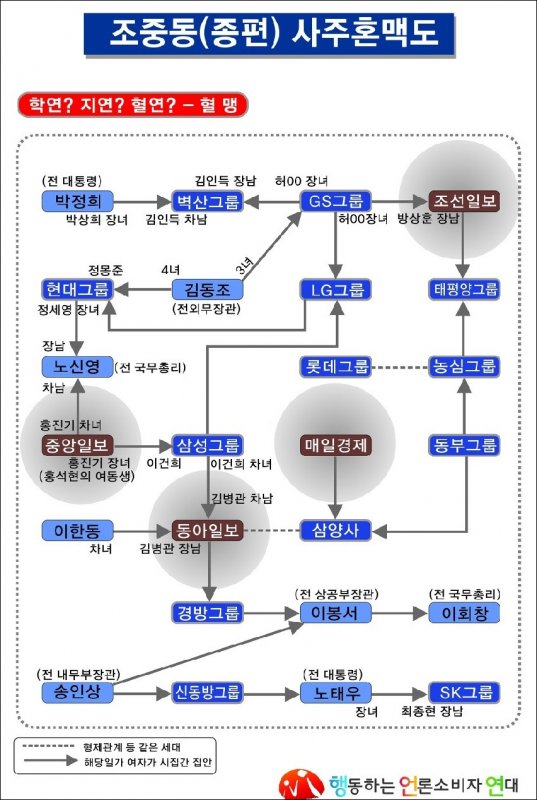 조중동(종편) 사주혼맥도
학연? 지연? 혈연? – 혈 맹
(전 대통령)
박정희
박상희 장녀
김인득 장남
벽산그룹
김인득 차남
허00 장녀
GS그룹
허00장녀
조선일보
방상훈 장남
정몽준
현대그룹
정세영 장녀
4녀
김동조
(전외무장관)
3녀
LG그룹
태평양그룹
장남
노신영
(전 국무총리)
차남
롯데그룹
농심그룹
홍진기 차녀
중앙일보
홍진기 장녀
(홍석현의 여동생)
삼성그룹
이건희
이건희 차녀
매일경제
동부그룹
김병관 차남
이한동
차녀
동아일보
김병관 장남
삼양사
경방그룹
(전 상공부장관)
이봉서
(전 국무총리)
이회창
(전 내무부장관)
송인상
신동방그룹
(전 대통령)
노태우
장녀
SK그룹
최종현 장남
형제관계 등 같은 세대
해당일가 여자가 시집간 집안
행동하는 언론소비자 연대